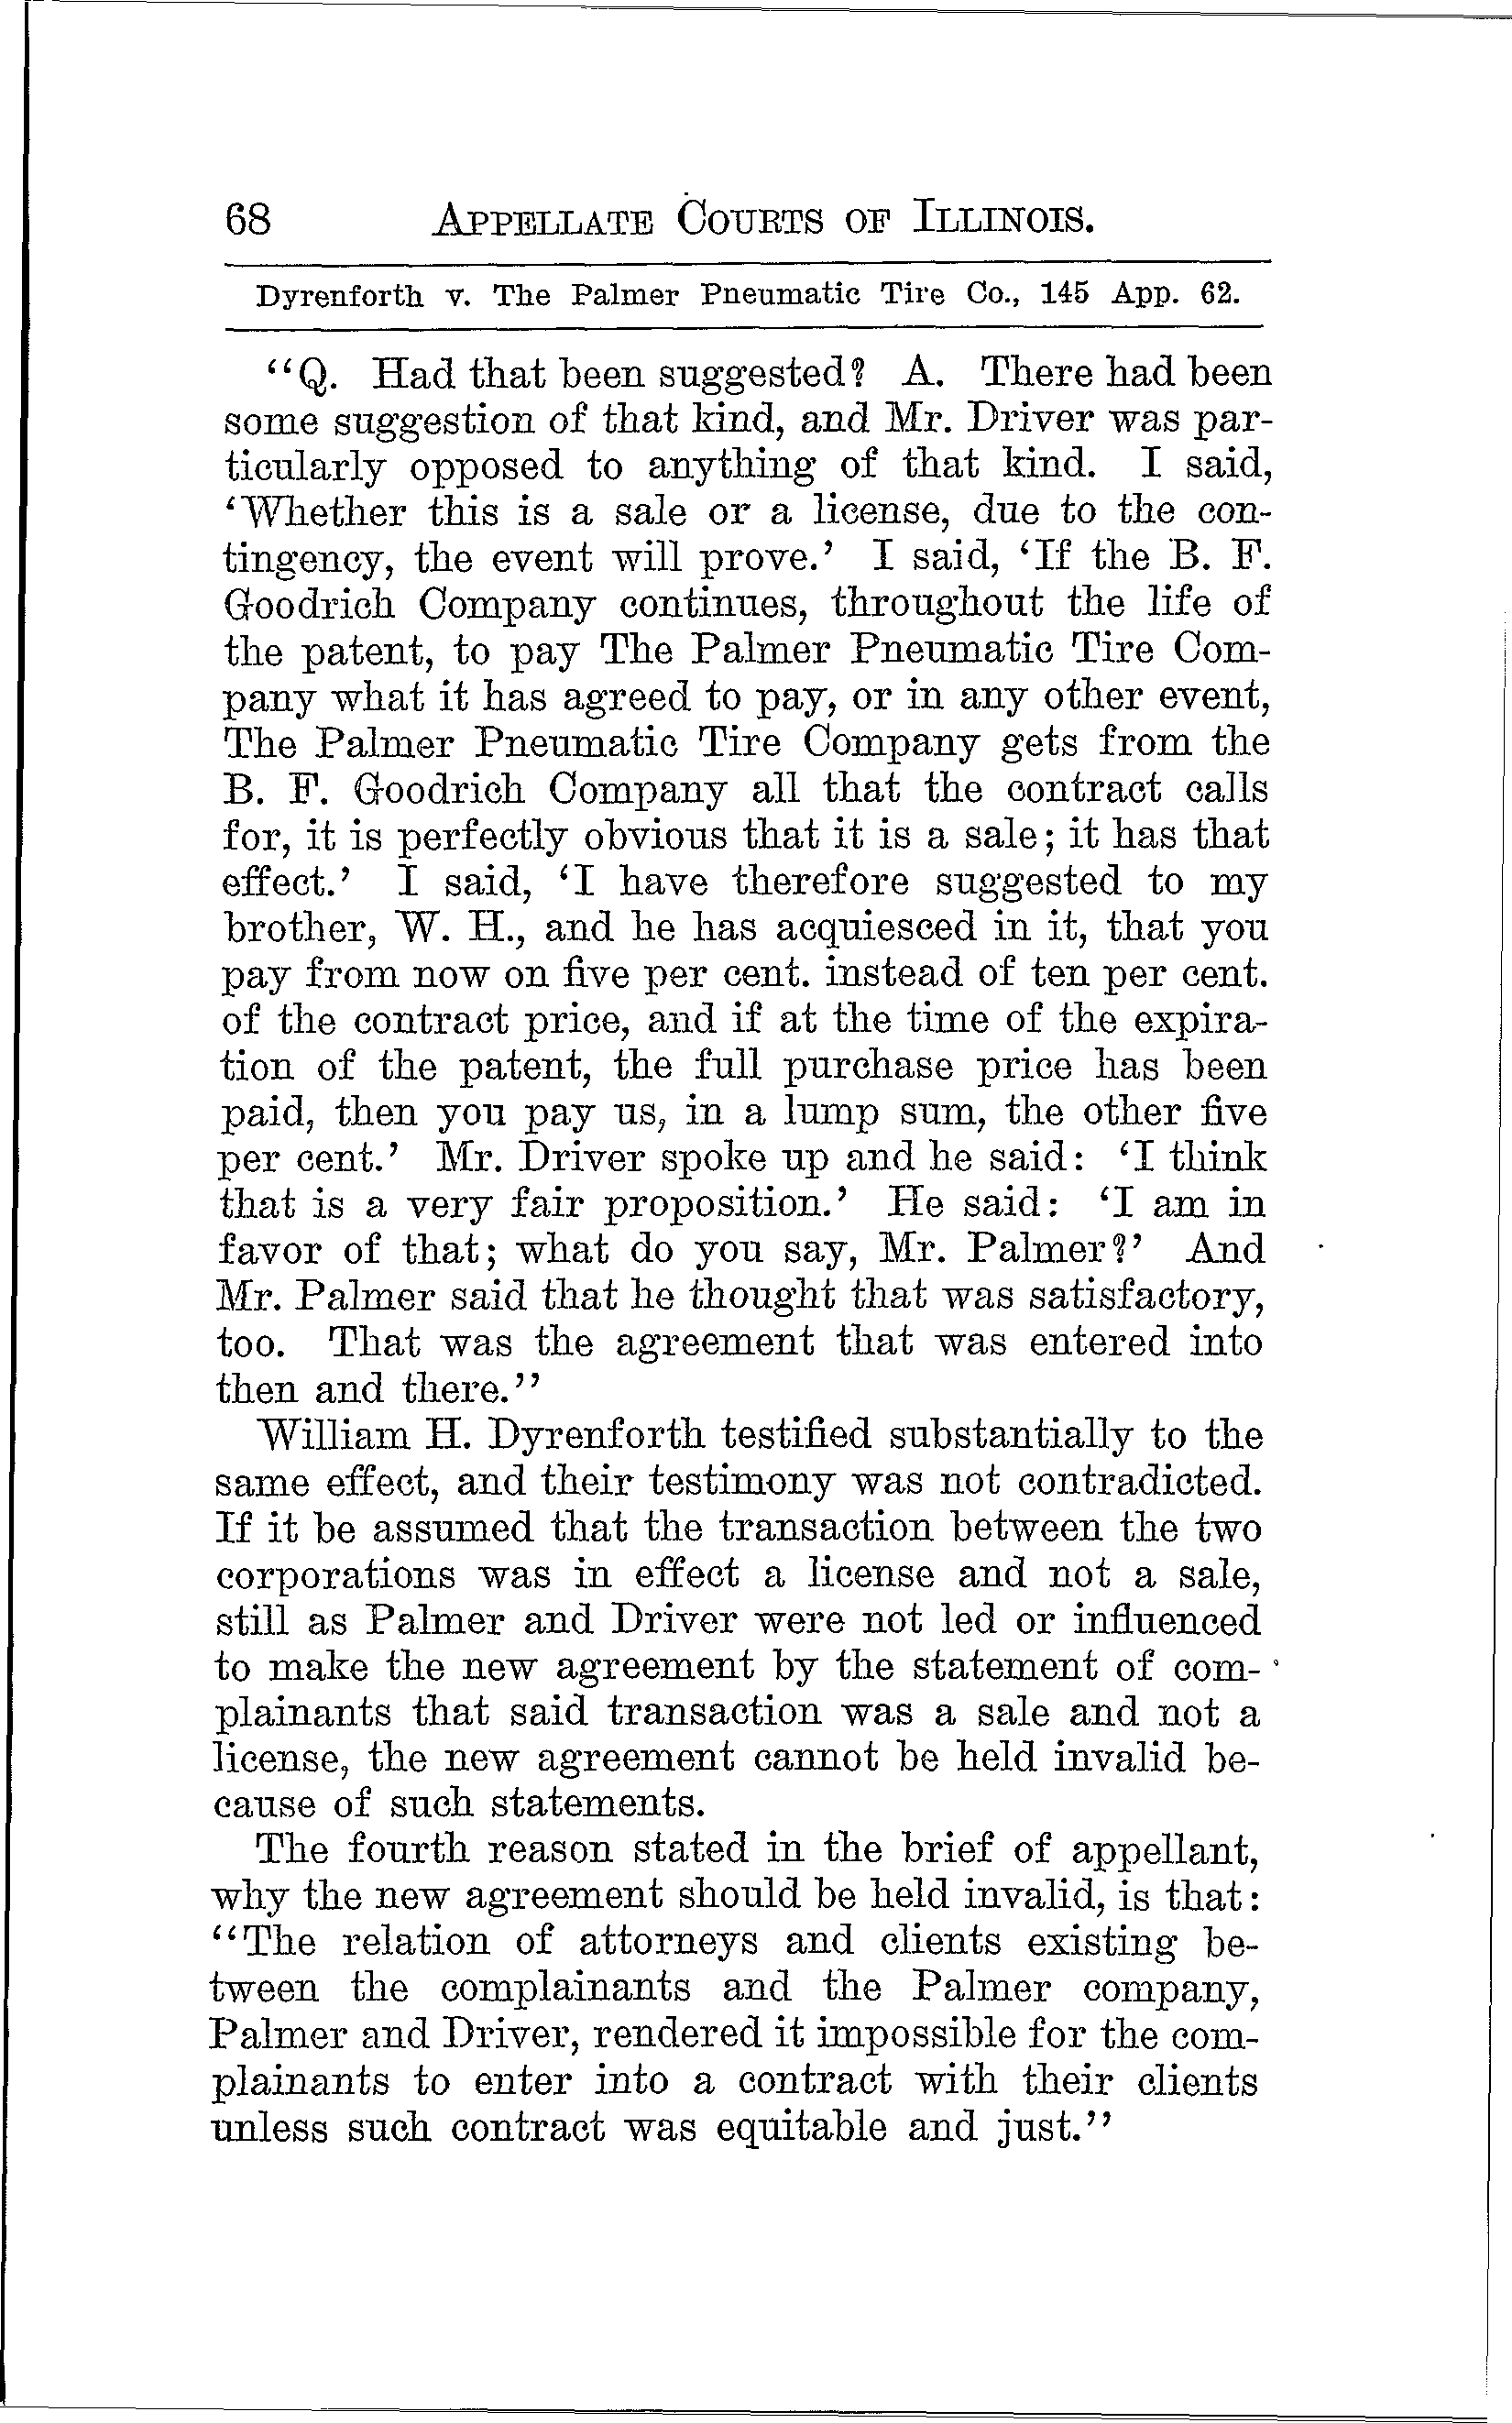 68 APPELLATE COURTS OF ILLINOIS.
Dyrenforth v. The Palmer Pneumatic Tire Co., 145 App. 62.
“Q. Had that been suggested? A. There had been
some suggestion of that kind, and Mr. Driver was par-
ticularly opposed to anything of that kind. I said,
‘Whether this is a sale or a license, due to the con-
tingency, the event will prove.’ I said, ‘If the B. F.
Goodrich Company continues, throughout the life of
the patent, to pay The Palmer Pneumatic Tire Com-
pany what it has agreed to pay, or in any other event,
The Palmer Pneumatic Tire Company gets from the
B. F. Goodrich Company all that the contract calls
for, it is perfectly obvious that it is a sale; it has that
effect.’ I said, ‘I have therefore suggested to my
brother, W. H., and he has acquiesced in it, that you
pay from now on five per cent. instead of ten per cent.
of the contract price, and if at the time of the expira-
tion of the patent, the full purchase price has been
paid, then you pay us, in a lump sum, the other five
per cent.’ Mr. Driver spoke up and he said: ‘I think
that is a very fair proposition.’ He said: ‘I am in
favor of that; what do you say, Mr. Palmer?’ And
Mr. Palmer said that he thought that was satisfactory,
too. That was the agreement that was entered into
then and there.”
William H. Dyrenforth testified substantially to the
same effect, and their testimony was not contradicted.
If it be assumed that the transaction between the two
corporations was in effect a license and not a sale,
still as Palmer and Driver were not led or influenced
to make the new agreement by the statement of com-
plainants that said transaction was a sale and not a
license, the new agreement cannot be held invalid be-
cause of such statements.
The fourth reason stated in the brief of appellant,
why the new agreement should be held invalid, is that:
“The relation of attorneys and clients existing be-
tween the complainants and the Palmer company,
Palmer and Driver, rendered it impossible for the com-
plainants to enter into a contract with their clients
unless such contract was equitable and just.”